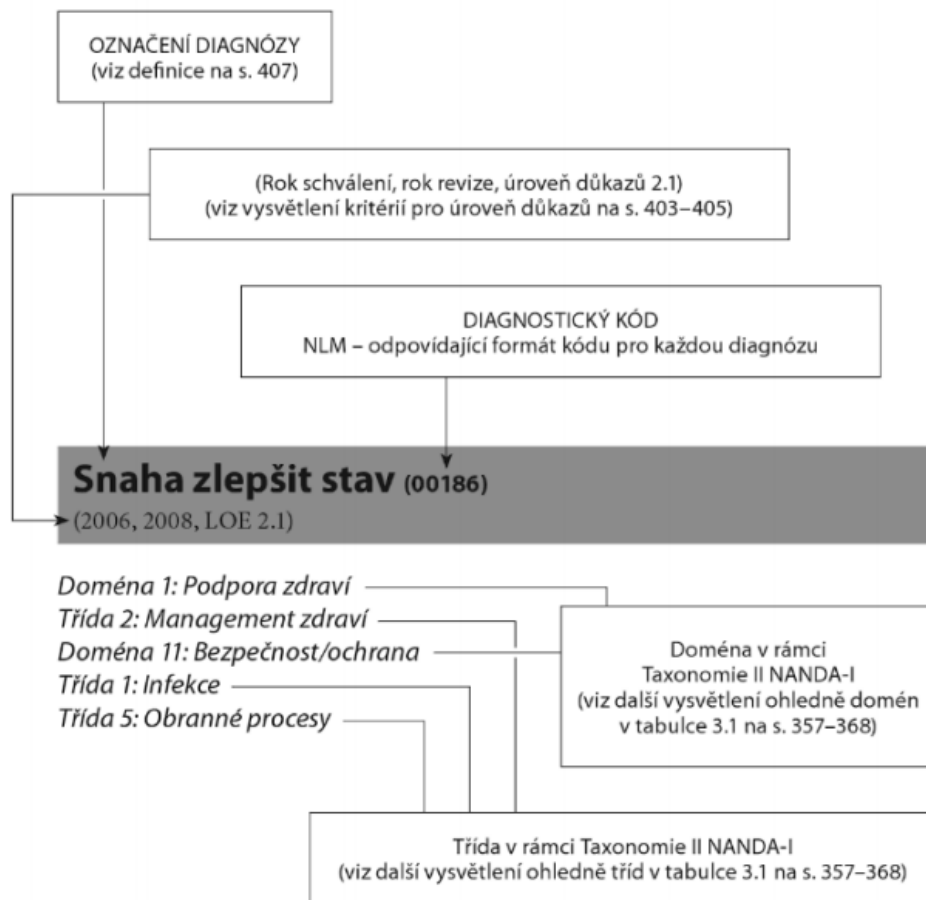 OZNAČENÍ DIAGNÓZY
(viz definice na s. 407)
(Rok schválení, rok revize, úroveň důkazů 2.1)
(viz vysvětlení kritérií pro úroveň důkazů na s. 403–405)
DIAGNOSTICKÝ KÓD
NLM – odpovídající formát kódu pro každou diagnózu
Snaha zlepšit stav (00186)
(2006, 2008, LOE 2.1)
Doména 1: Podpora zdraví
Třída 2: Management zdraví
Doména 11: Bezpečnost/ochrana
Třída 1: Infekce
Třída 5: Obranné procesy
Doména v rámci
Taxonomie II NANDA-I
(viz další vysvětlení ohledně domén
v tabulce 3.1 na s. 357–368)
Třída v rámci Taxonomie II NANDA-I
(viz další vysvětlení ohledně tříd v tabulce 3.1 na s. 357–368)